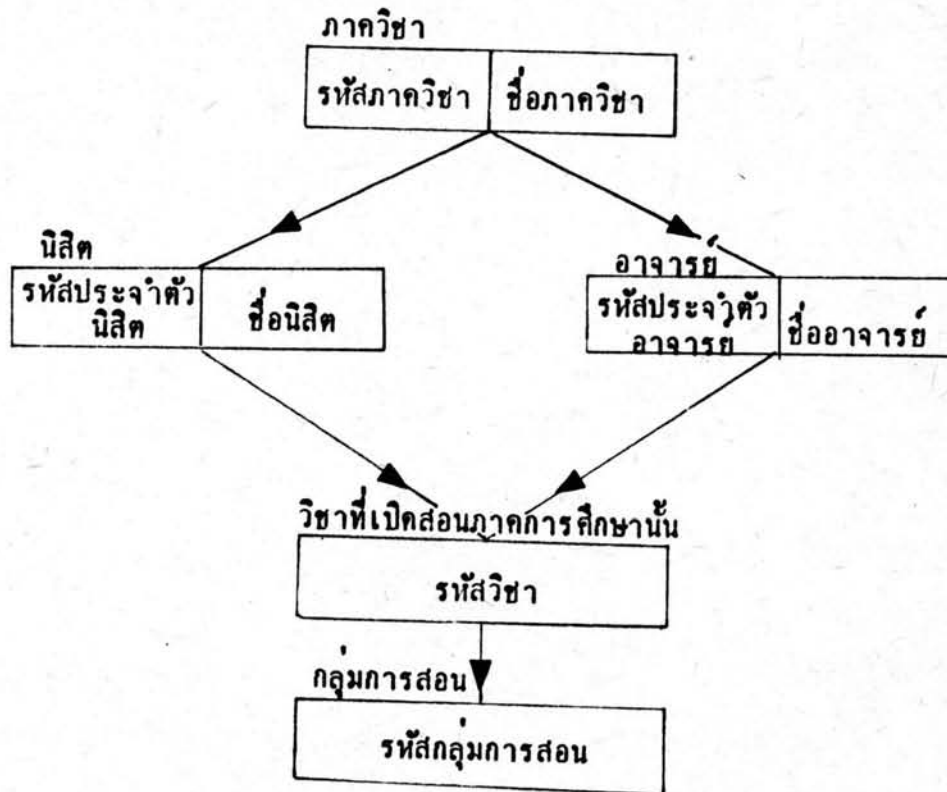 ภาควิชา
รหัสภาควิชา ชื่อภาควิชา
นิสิต
รหัสประจำตัว
นิสิต
ชื่อนิสิต
อาจารย์
รหัสประจำตัว
อาจารย์
ชื่ออาจารย์
วิชาที่เปิดสอนภาคการศึกษานั้น
รหัสวิชา
กลุ่มการสอน
รหัสกลุ่มการสอน